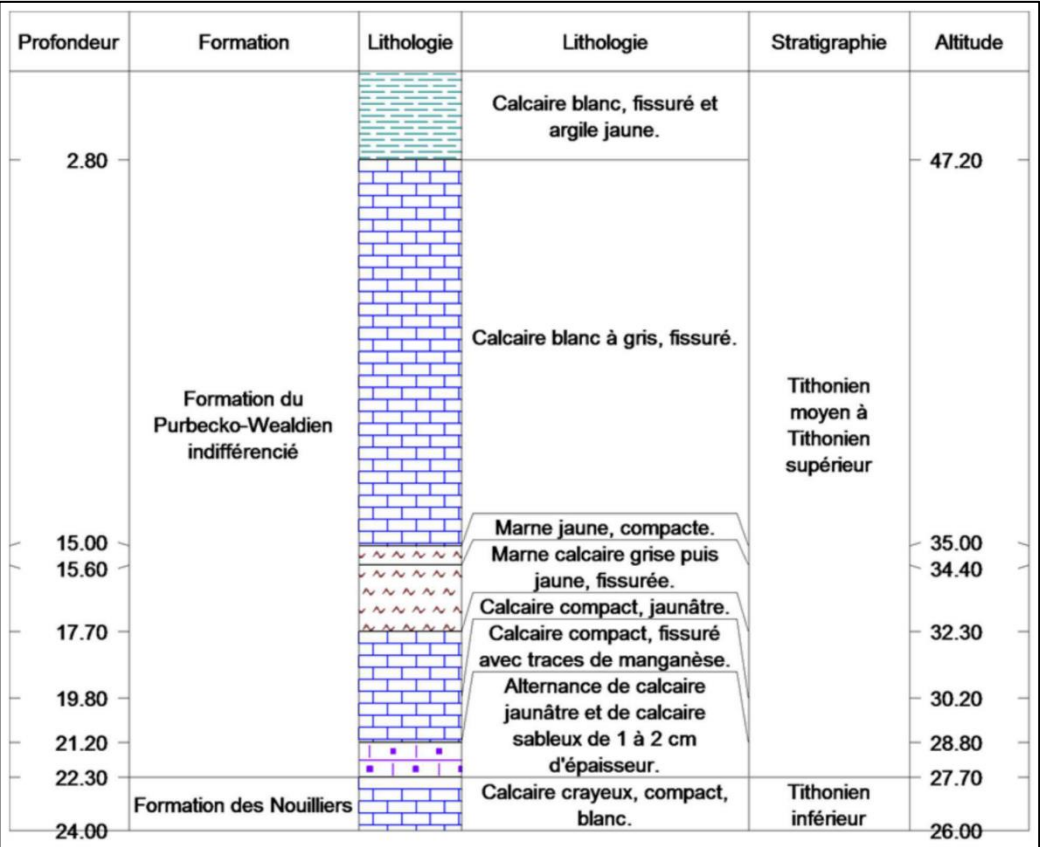 Profondeur Formation Lithologie Lithologie Stratigraphie Altitude
Calcaire blanc, fissuré et
argile jaune.
2.80 47.20
Calcaire blanc à gris, fissuré.
Formation du
Purbecko-Wealdien
indifférencié
Tithonien
moyen à
Tithonien
supérieur
Marne jaune, compacte.
15.00 35.00
Marne calcaire grise puis
jaune, fissurée.
15.60 34.40
Calcaire compact, jaunâtre.
17.70 32.30
Calcaire compact, fissuré
avec traces de manganèse.
19.80 30.20
Alternance de calcaire
jaunâtre et de calcaire
sableux de 1 à 2 cm
d'épaisseur.
21.20 28.80
22.30 27.70
Formation des Nouilliers
Calcaire crayeux, compact,
blanc.
Tithonien
inférieur
24.00 26.00